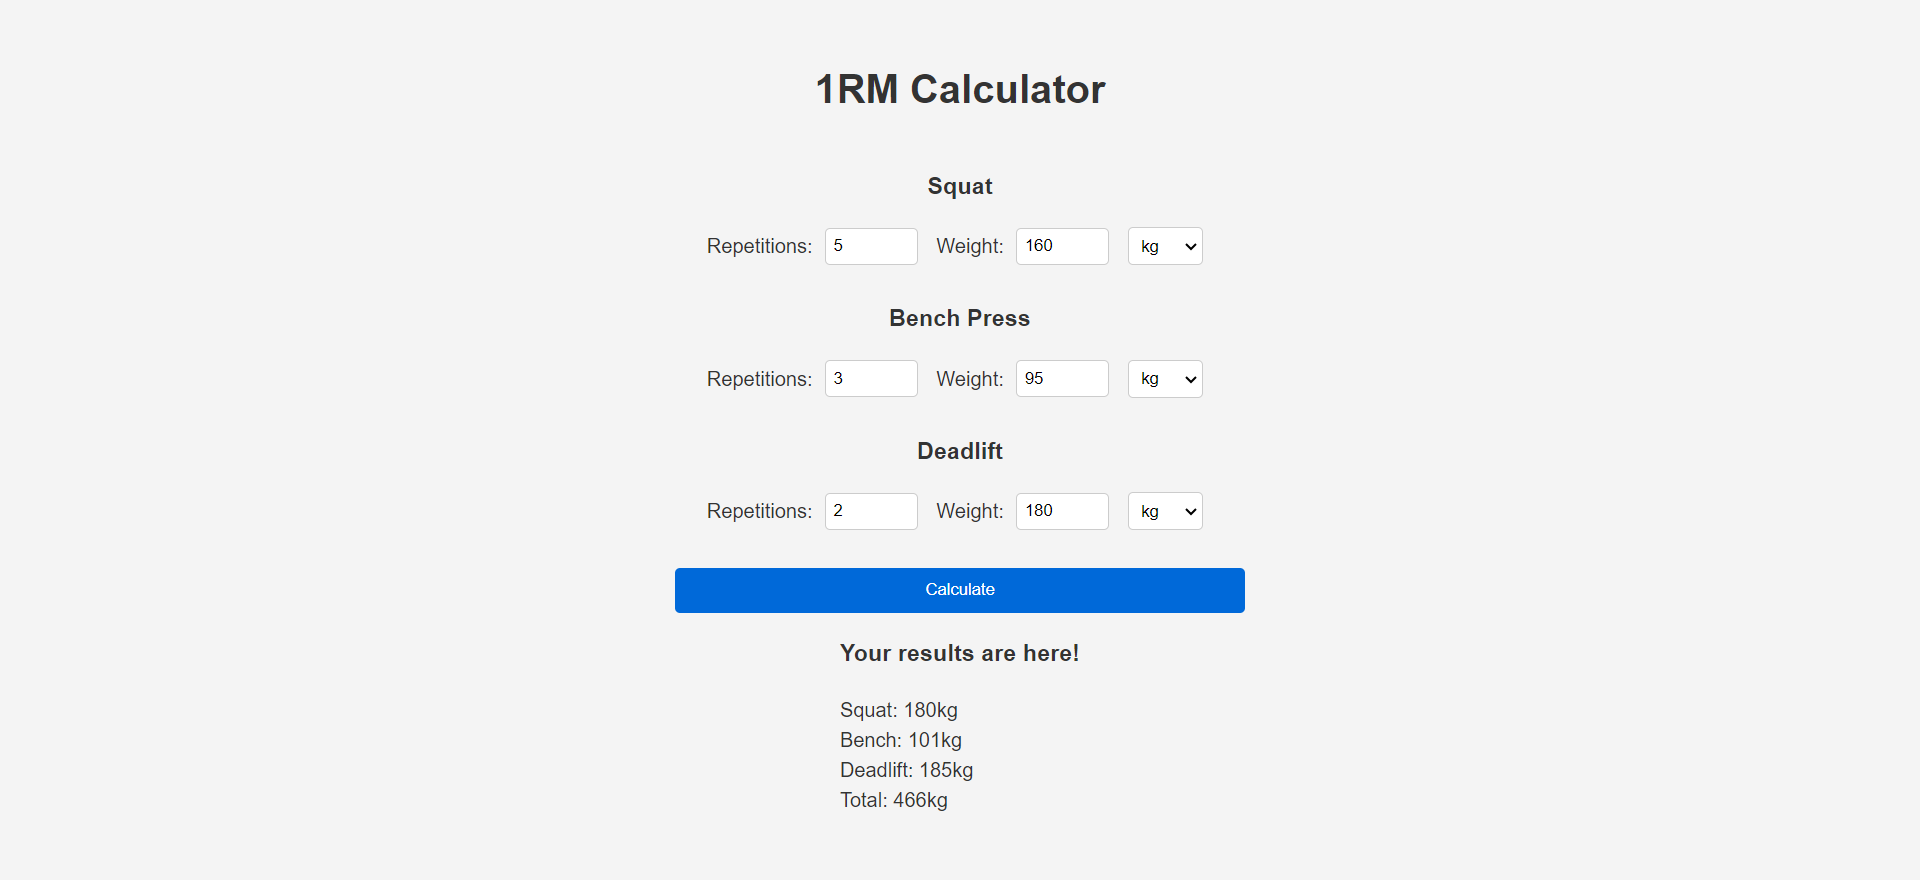 1RM Calculator
Squat
Repetitions: 5 Weight: 160 kg
Bench Press
Repetitions: 3 Weight: 95 kg
Deadlift
Repetitions: 2 Weight: 180 kg
Calculate
Your results are here!
Squat: 180kg
Bench: 101kg
Deadlift: 185kg
Total: 466kg